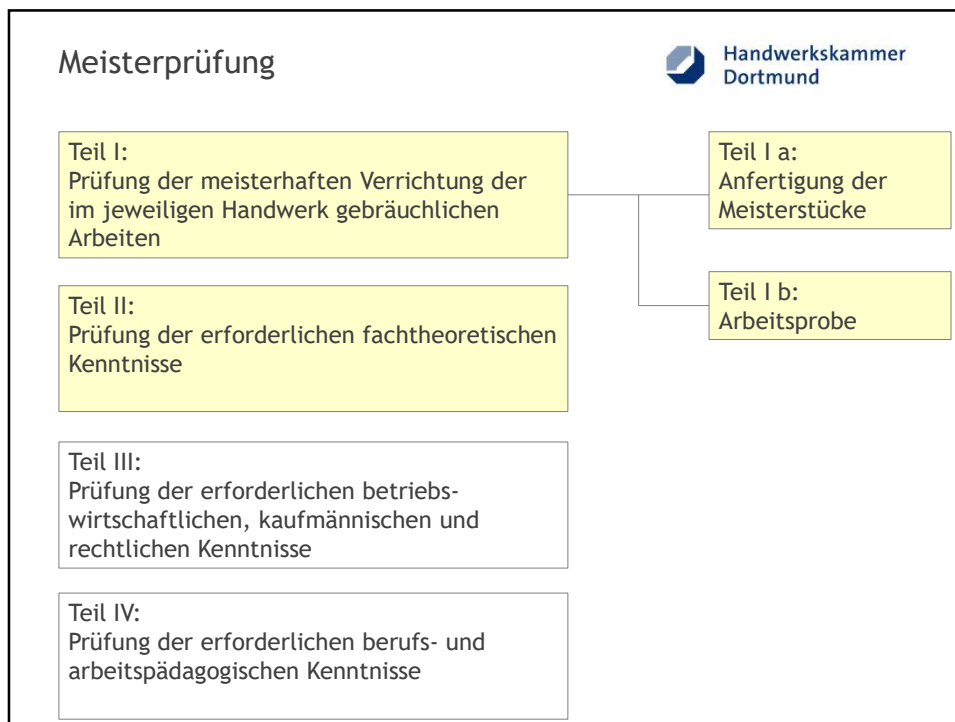 Meisterprüfung
Handwerkskammer
Dortmund
Teil I:
Prüfung der meisterhaften Verrichtung der
im jeweiligen Handwerk gebräuchlichen
Arbeiten
Teil I a:
Anfertigung der
Meisterstücke
Teil I b:
Arbeitsprobe
Teil II:
Prüfung der erforderlichen fachtheoretischen
Kenntnisse
Teil III:
Prüfung der erforderlichen betriebs-
wirtschaftlichen, kaufmännischen und
rechtlichen Kenntnisse
Teil IV:
Prüfung der erforderlichen berufs- und
arbeitspädagogischen Kenntnisse